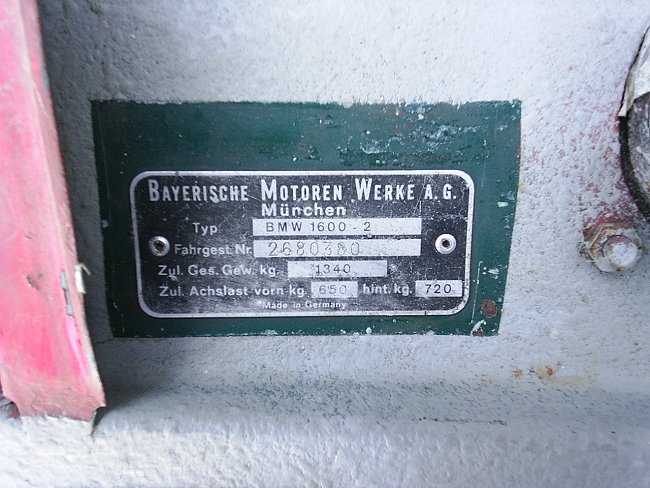 BAYERISCHE MOTOREN WERKE A.G.
München
Typ BMW 1600 - 2
Fahrgest. Nr. 2680380
Zul. Ges. Gew. kg. 1340
Zul. Achslast vorn kg. 650 hint. kg. 720
Made in Germany